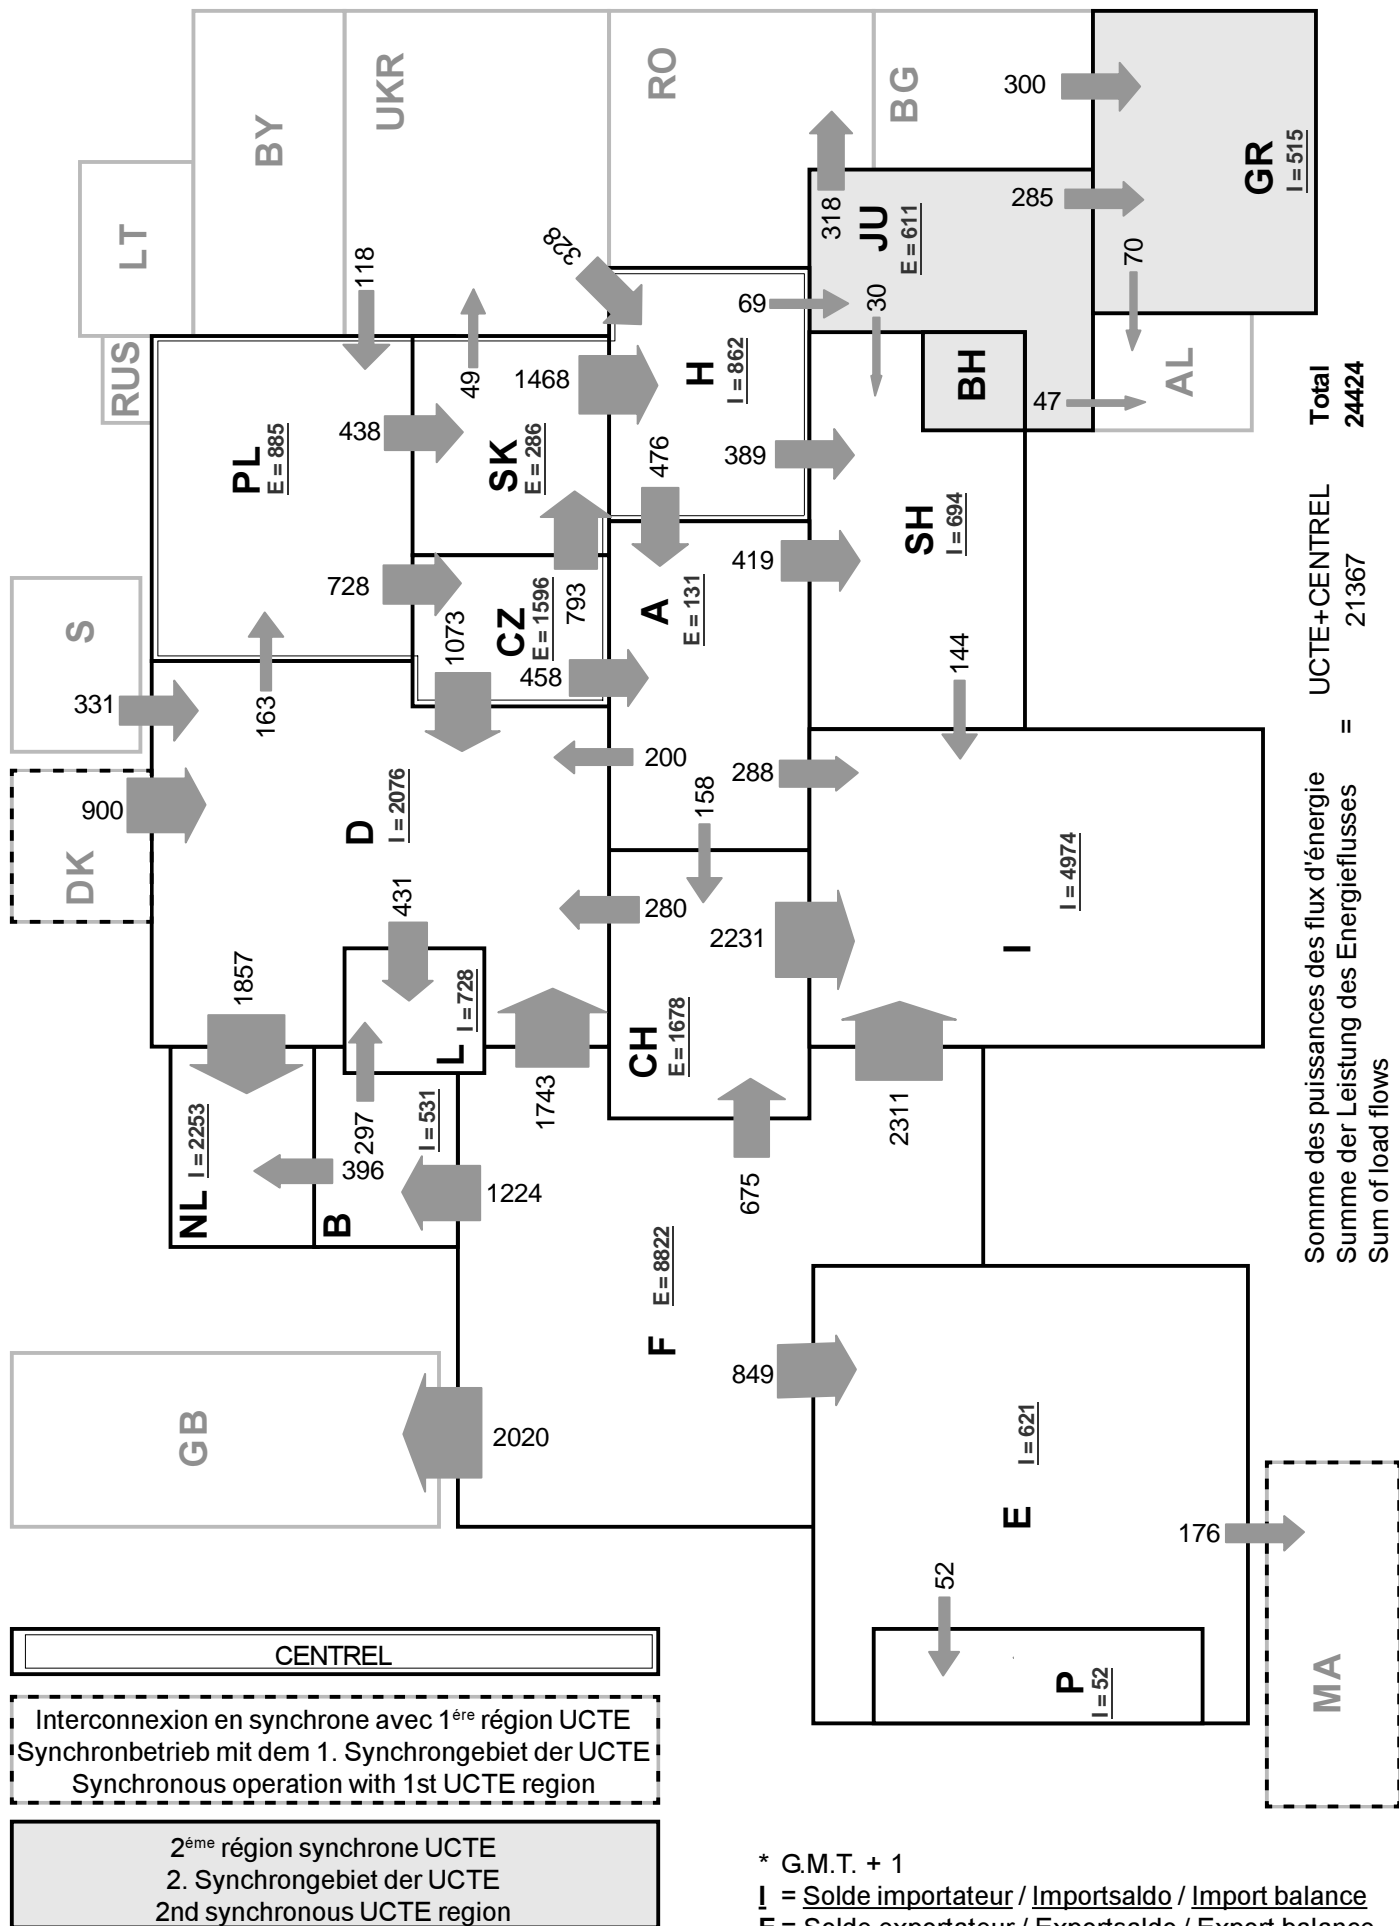 LT
BY
UKR
RO
BG
300
GR
I = 515
318
JU
E = 611
285
70
RUS
118
328
69
30
49
1468
H
I = 862
BH
47
AL
PL
E = 885
438
SK
E = 286
476
389
SH
I = 694
S
728
1073
CZ
E = 1596
793
A
E = 131
419
331
163
458
144
DK
900
D
I = 2076
200
158
288
431
280
2231
I
I = 4974
1857
L
I = 728
1743
CH
E = 1678
2311
NL
I = 2253
297
I = 531
396
B
1224
675
F
E = 8822
849
GB
2020
E
I = 621
176
52
P
I = 52
MA
Somme des puissances des flux d'énergie
Summe der Leistung des Energieflusses
Sum of load flows
=
UCTE+CENTREL
21367
Total
24424
CENTREL
Interconnexion en synchrone avec 1ére région UCTE
Synchronbetrieb mit dem 1. Synchrongebiet der UCTE
Synchronous operation with 1st UCTE region
2éme région synchrone UCTE
2. Synchrongebiet der UCTE
2nd synchronous UCTE region
* G.M.T. + 1
I = Solde importateur / Importsaldo / Import balance
E = Solde exportateur / Exportsaldo / Export balance